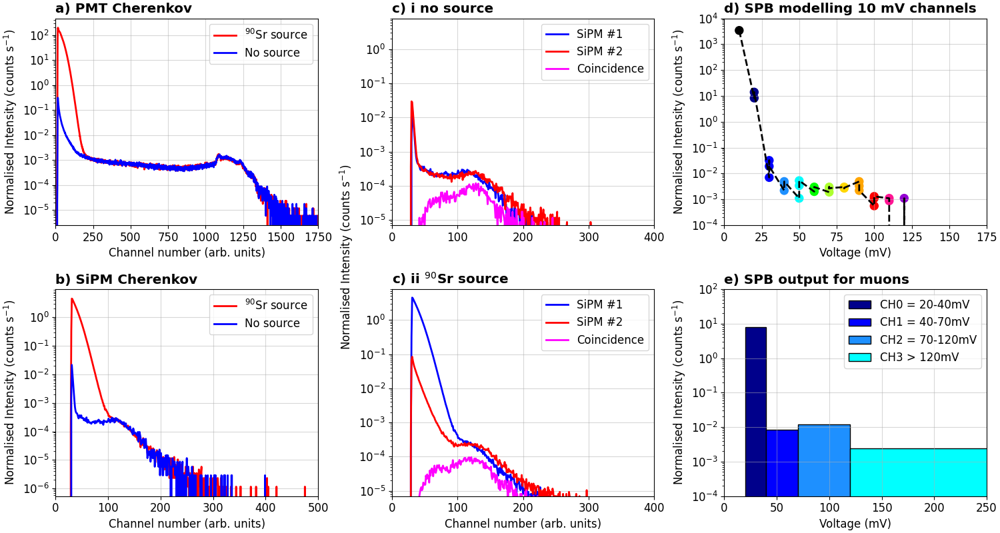 a) PMT Cherenkov
Normalised Intensity (counts s⁻¹)
10²
10¹
10⁰
10⁻¹
10⁻²
10⁻³
10⁻⁴
10⁻⁵
⁹⁰Sr source
No source
0 250 500 750 1000 1250 1500 1750
Channel number (arb. units)
b) SiPM Cherenkov
Normalised Intensity (counts s⁻¹)
10⁰
10⁻¹
10⁻²
10⁻³
10⁻⁴
10⁻⁵
10⁻⁶
⁹⁰Sr source
No source
0 100 200 300 400 500
Channel number (arb. units)
c) i no source
Normalised Intensity (counts s⁻¹)
10⁰
10⁻¹
10⁻²
10⁻³
10⁻⁴
10⁻⁵
SiPM #1
SiPM #2
Coincidence
0 100 200 300 400
c) ii ⁹⁰Sr source
10⁰
10⁻¹
10⁻²
10⁻³
10⁻⁴
10⁻⁵
SiPM #1
SiPM #2
Coincidence
0 100 200 300 400
Channel number (arb. units)
d) SPB modelling 10 mV channels
Normalised Intensity (counts s⁻¹)
10⁴
10³
10²
10¹
10⁰
10⁻¹
10⁻²
10⁻³
10⁻⁴
0 25 50 75 100 125 150 175
Voltage (mV)
e) SPB output for muons
Normalised Intensity (counts s⁻¹)
10²
10¹
10⁰
10⁻¹
10⁻²
10⁻³
10⁻⁴
CH0 = 20-40mV
CH1 = 40-70mV
CH2 = 70-120mV
CH3 > 120mV
0 50 100 150 200 250
Voltage (mV)